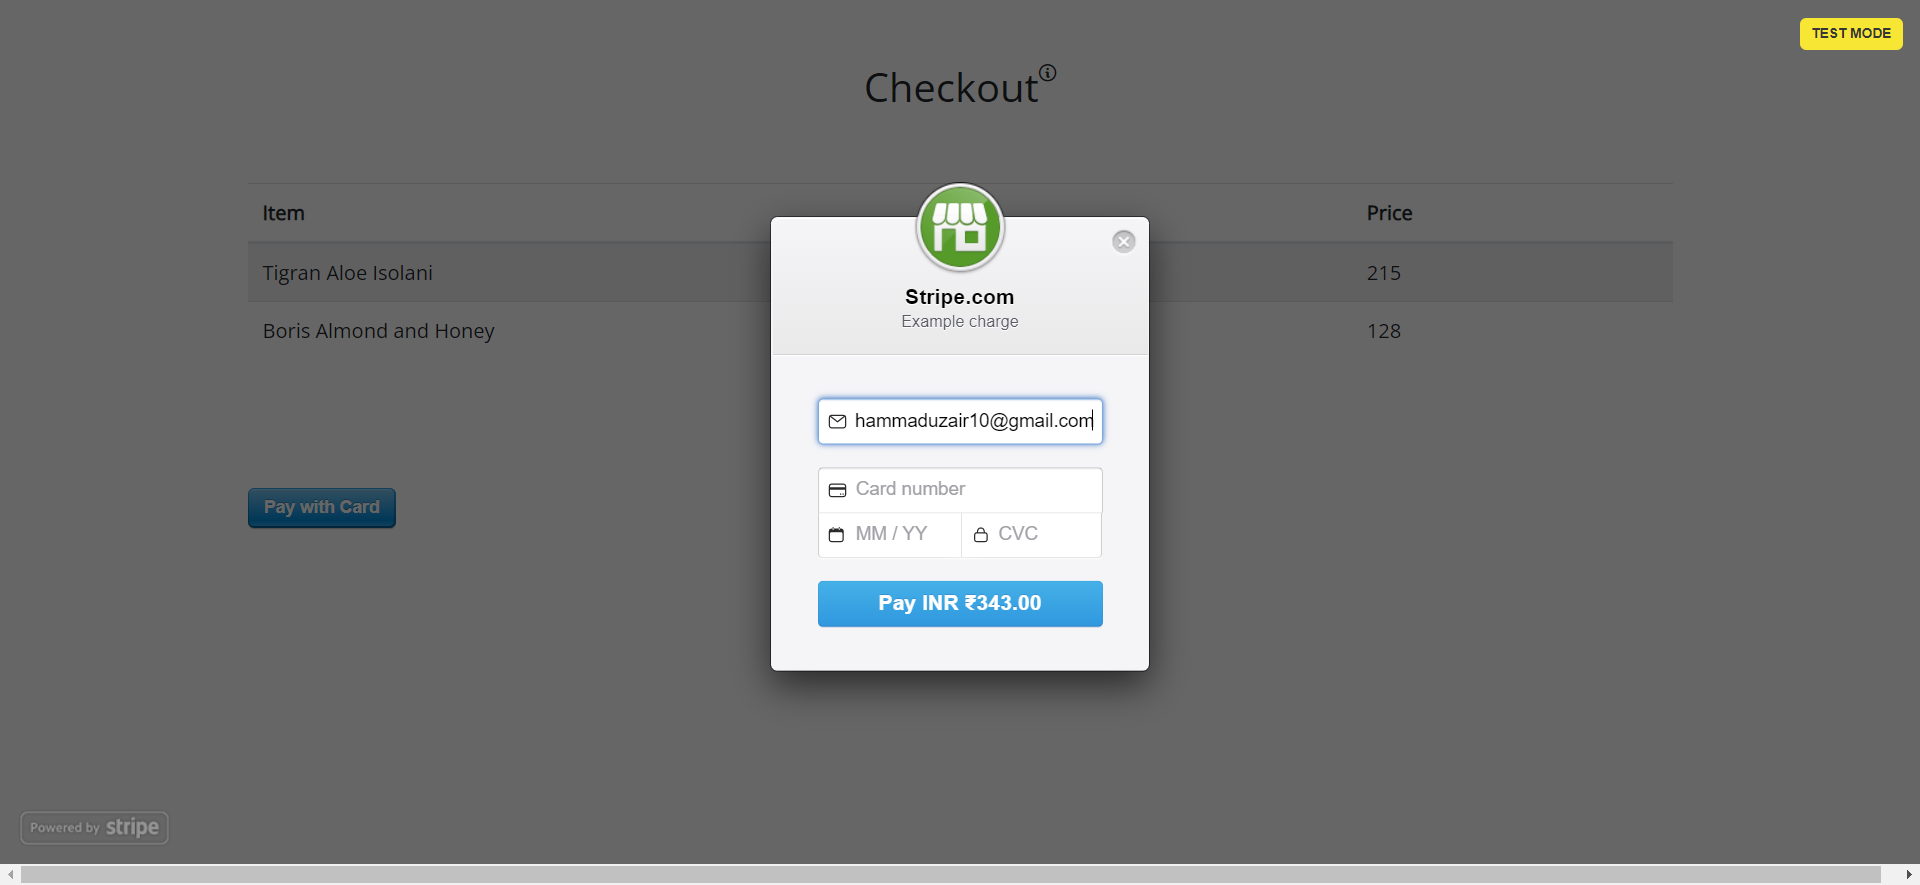 TEST MODE
Checkout
Item Price
Tigran Aloe Isolani 215
Boris Almond and Honey 128
Stripe.com
Example charge
hammaduzair10@gmail.com
Card number
MM / YY CVC
Pay INR ₹343.00
Pay with Card
Powered by stripe